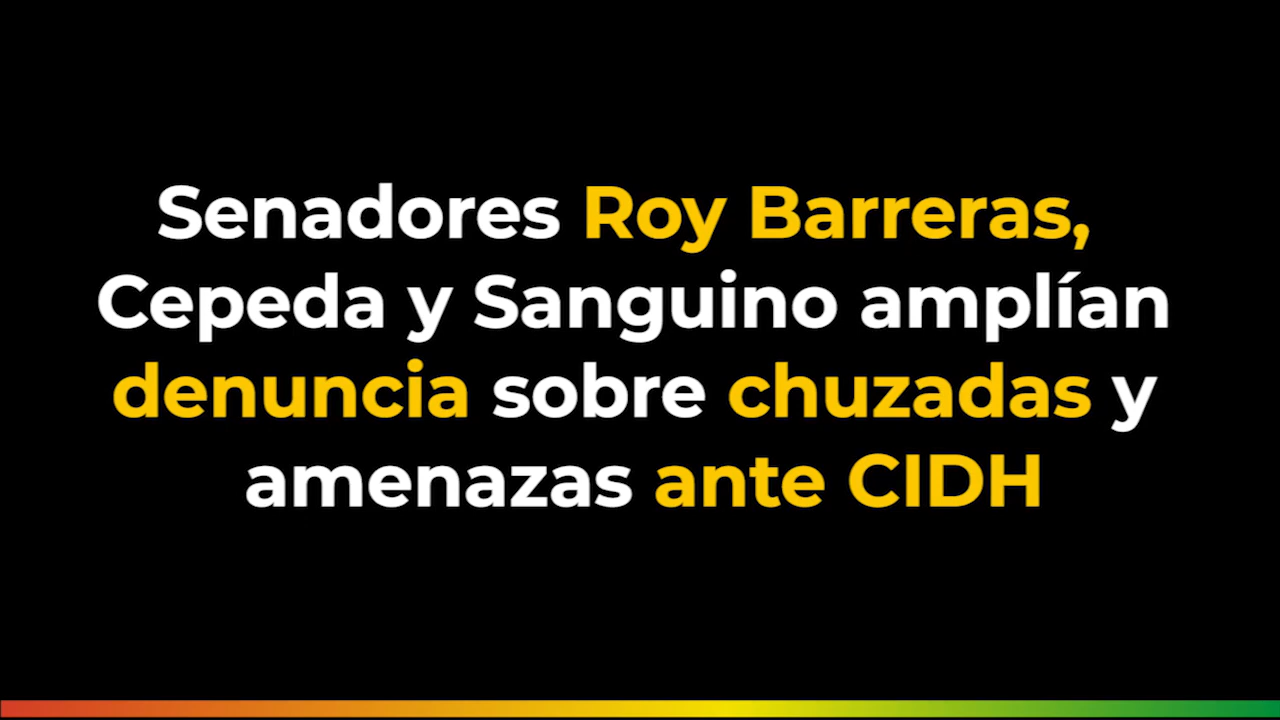 Senadores Roy Barreras,
Cepeda y Sanguino amplían
denuncia sobre chuzadas y
amenazas ante CIDH